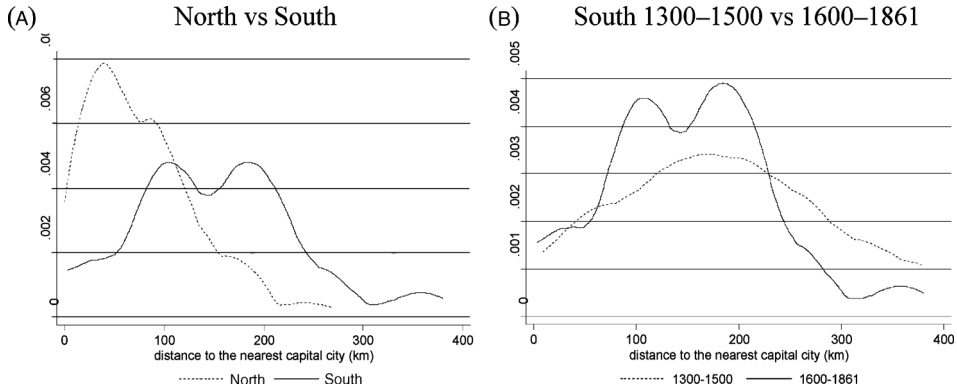 (A) North vs South
.0(
.006
.004
.002
0
0 100 200 300 400
distance to the nearest capital city (km)
North South
(B) South 1300–1500 vs 1600–1861
.005
.004
.003
.002
.001
0
0 100 200 300 400
distance to the nearest capital city (km)
1300-1500 1600-1861